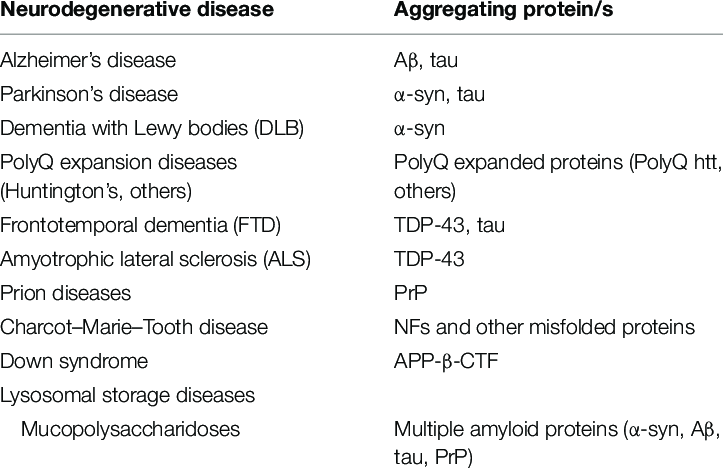 Neurodegenerative disease Aggregating protein/s
Alzheimer’s disease Aβ, tau
Parkinson’s disease α-syn, tau
Dementia with Lewy bodies (DLB) α-syn
PolyQ expansion diseases PolyQ expanded proteins (PolyQ htt,
(Huntington’s, others) others)
Frontotemporal dementia (FTD) TDP-43, tau
Amyotrophic lateral sclerosis (ALS) TDP-43
Prion diseases PrP
Charcot–Marie–Tooth disease NFs and other misfolded proteins
Down syndrome APP-β-CTF
Lysosomal storage diseases
Mucopolysaccharidoses Multiple amyloid proteins (α-syn, Aβ,
tau, PrP)